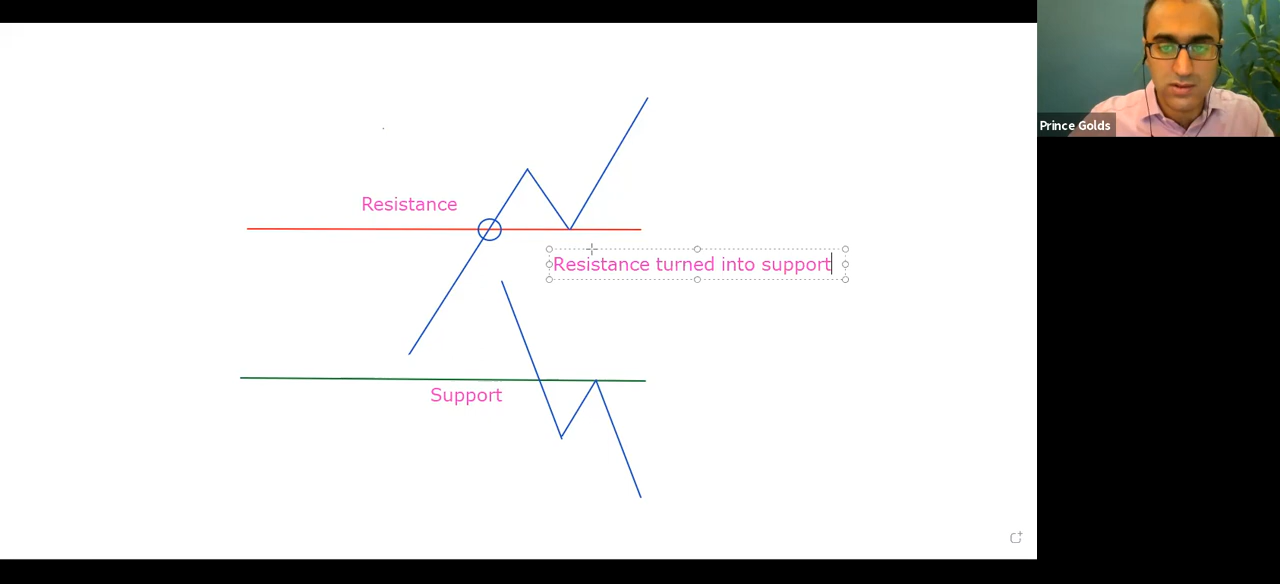 Prince Golds
Resistance
Resistance turned into support
Support